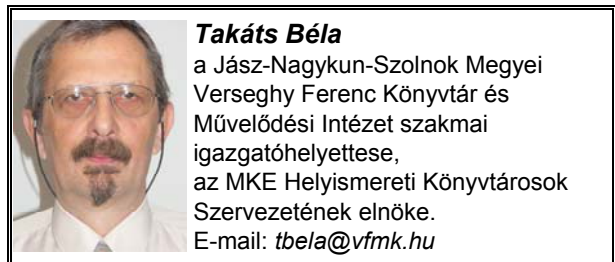 Takáts Béla
a Jász-Nagykun-Szolnok Megyei
Verseghy Ferenc Könyvtár és
Művelődési Intézet szakmai
igazgatóhelyettese,
az MKE Helyismereti Könyvtárosok
Szervezetének elnöke.
E-mail: tbela@vfmk.hu